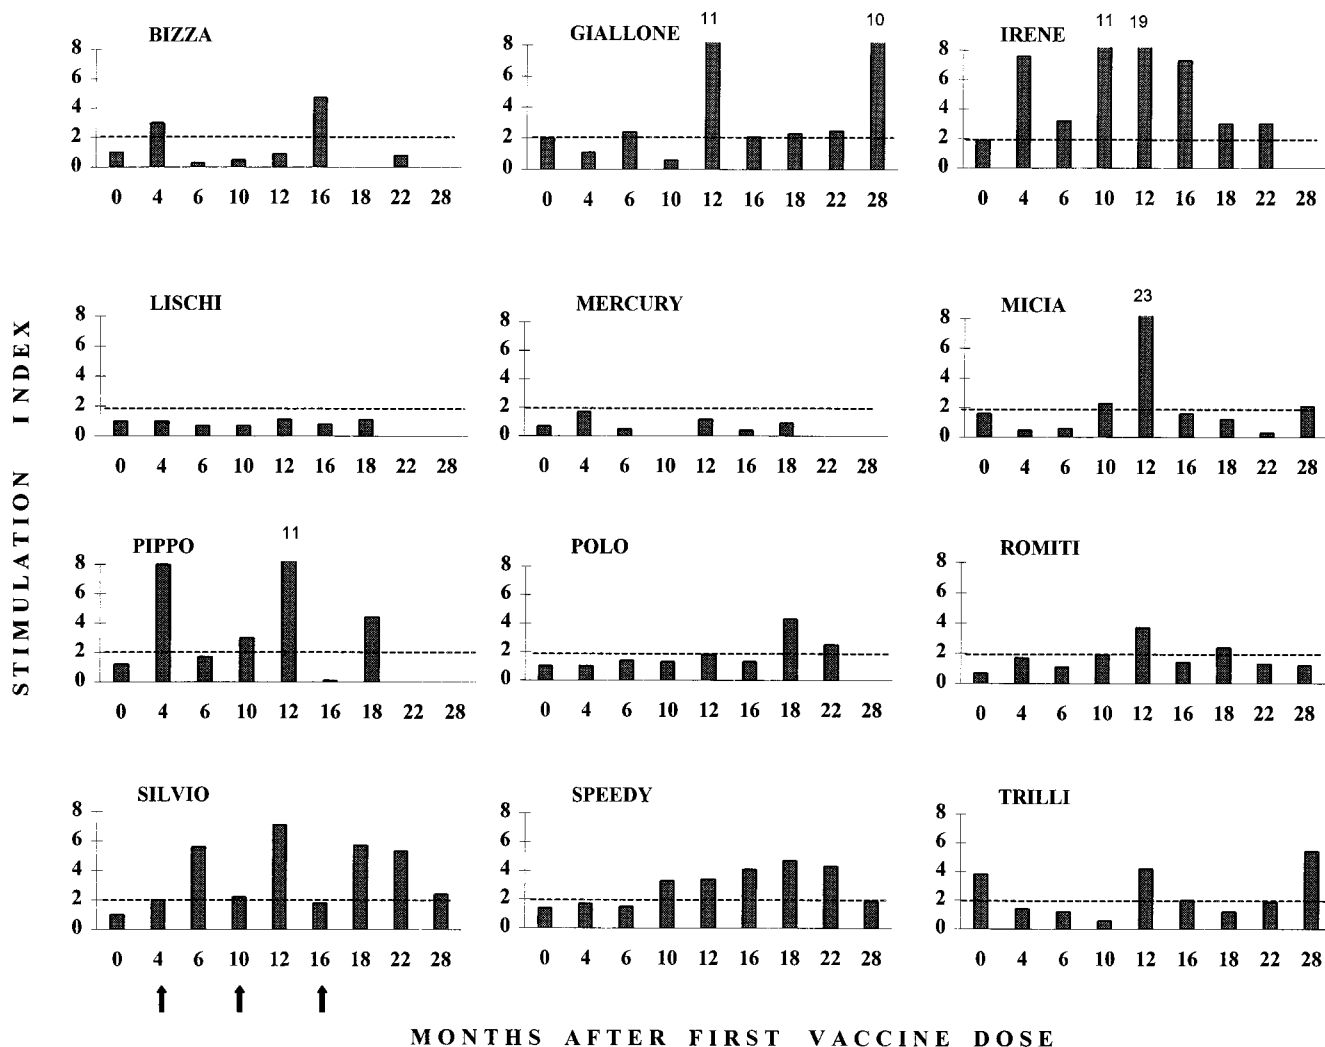 BIZZA
8
6
4
2
0
0 4 6 10 12 16 18 22 28
GIALLONE
11 10
8
6
4
2
0
0 4 6 10 12 16 18 22 28
IRENE
11 19
8
6
4
2
0
0 4 6 10 12 16 18 22 28
STIMULATION INDEX
LISCHI
8
6
4
2
0
0 4 6 10 12 16 18 22 28
MERCURY
8
6
4
2
0
0 4 6 10 12 16 18 22 28
MICIA
23
8
6
4
2
0
0 4 6 10 12 16 18 22 28
PIPPO
11
8
6
4
2
0
0 4 6 10 12 16 18 22 28
POLO
8
6
4
2
0
0 4 6 10 12 16 18 22 28
ROMITI
8
6
4
2
0
0 4 6 10 12 16 18 22 28
SILVIO
8
6
4
2
0
0 4 6 10 12 16 18 22 28
SPEEDY
8
6
4
2
0
0 4 6 10 12 16 18 22 28
TRILLI
8
6
4
2
0
0 4 6 10 12 16 18 22 28
MONTHS AFTER FIRST VACCINE DOSE